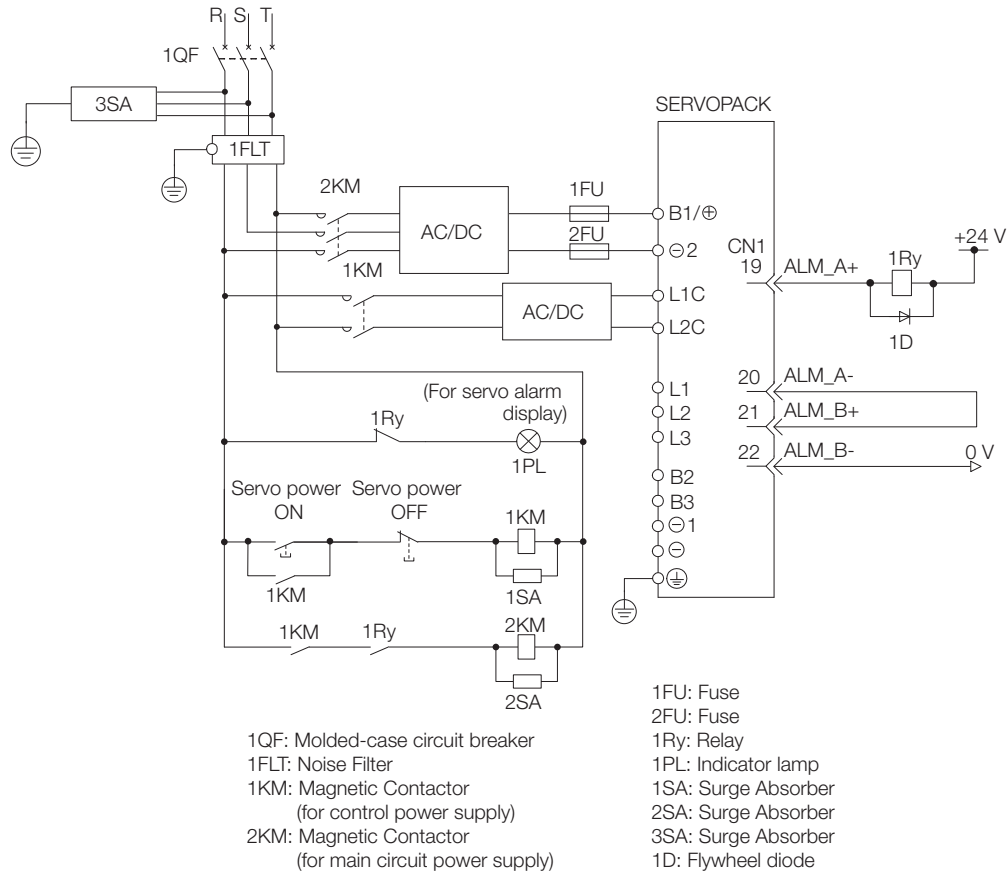 R S T
1QF
3SA
SERVOPACK
1FLT
2KM
1FU
B1/⊕
AC/DC
2FU
⊖2
CN1
+24 V
1KM
19 ALM_A+
1Ry
L1C
AC/DC
L2C
1D
(For servo alarm
display)
L1
20 ALM_A-
1Ry
L2
21 ALM_B+
1PL
L3
22 ALM_B-
0 V
Servo power
ON
Servo power
OFF
B2
B3
1KM
⊖1
⊖
1KM
1SA
1KM
1Ry
2KM
2SA
1QF: Molded-case circuit breaker
1FLT: Noise Filter
1KM: Magnetic Contactor
(for control power supply)
2KM: Magnetic Contactor
(for main circuit power supply)
1FU: Fuse
2FU: Fuse
1Ry: Relay
1PL: Indicator lamp
1SA: Surge Absorber
2SA: Surge Absorber
3SA: Surge Absorber
1D: Flywheel diode